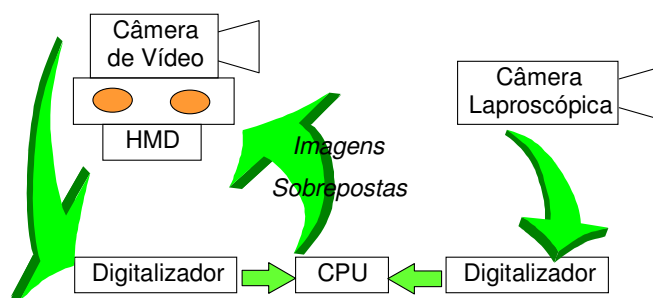 Câmera
de Vídeo
HMD
Câmera
Laproscópica
Imagens
Sobrepostas
Digitalizador
CPU
Digitalizador